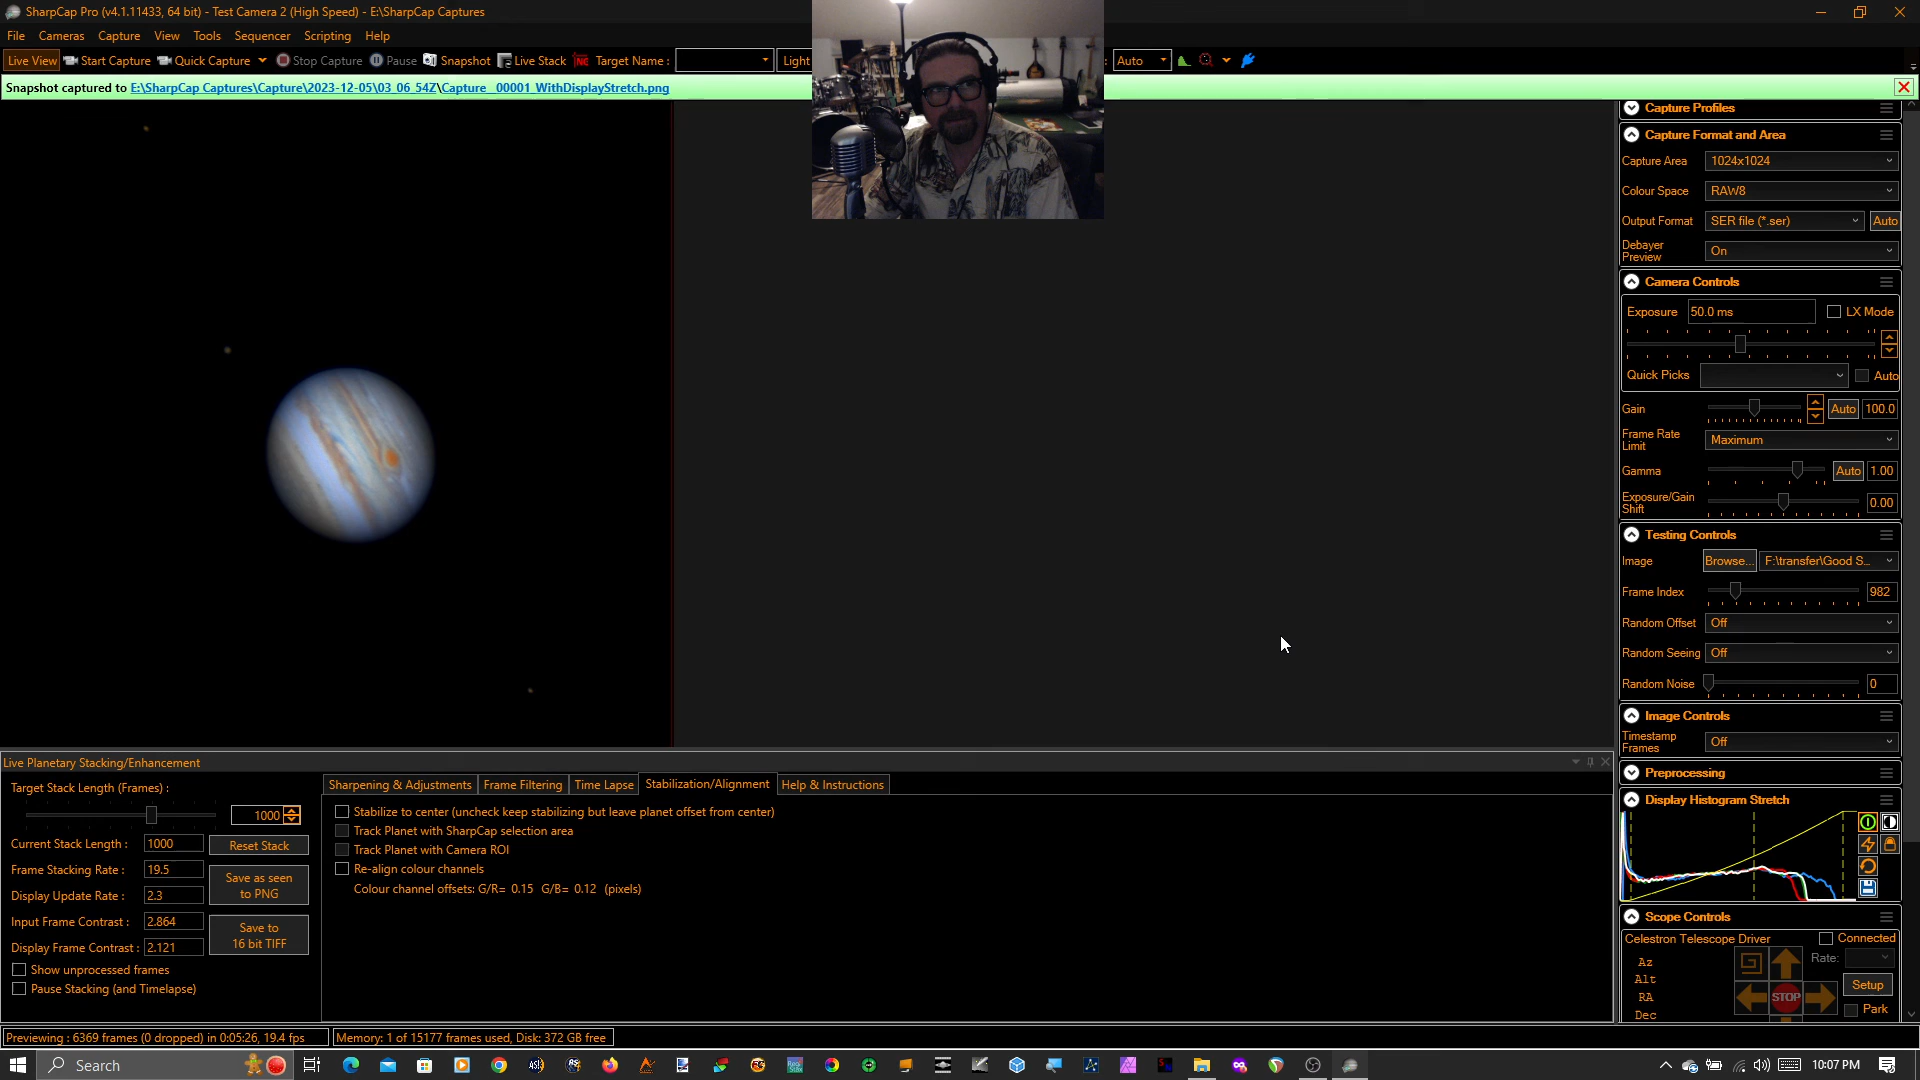 SharpCap Pro (v4.1.11433, 64 bit) - Test Camera 2 (High Speed) - E:\SharpCap Captures
File Cameras Capture View Tools Sequencer Scripting Help
Live View Start Capture Quick Capture Stop Capture Pause Snapshot Live Stack Target Name : Light : Auto
Snapshot captured to E:\SharpCap Captures\Capture\2023-12-05\03_06_54Z\Capture_00001_WithDisplayStretch.png
Capture Profiles
Capture Format and Area
Capture Area 1024x1024
Colour Space RAW8
Output Format SER file (*.ser) Auto
Debayer Preview On
Camera Controls
Exposure 50.0 ms LX Mode
Quick Picks Auto
Gain Auto 100.0
Frame Rate Limit Maximum
Gamma Auto 1.00
Exposure/Gain Shift 0.00
Testing Controls
Image Browse... F:\transfer\Good S...
Frame Index 982
Random Offset Off
Random Seeing Off
Random Noise 0
Image Controls
Timestamp Frames Off
Preprocessing
Display Histogram Stretch
Scope Controls
Celestron Telescope Driver Connected
Az Rate:
Alt
Setup
RA STOP
Park
Dec
Live Planetary Stacking/Enhancement
Target Stack Length (Frames) :
1000
Current Stack Length : 1000 Reset Stack
Frame Stacking Rate : 19.5
Save as seen to PNG
Display Update Rate : 2.3
Input Frame Contrast : 2.864
Save to 16 bit TIFF
Display Frame Contrast : 2.121
Show unprocessed frames
Pause Stacking (and Timelapse)
Sharpening & Adjustments Frame Filtering Time Lapse Stabilization/Alignment Help & Instructions
Stabilize to center (uncheck keep stabilizing but leave planet offset from center)
Track Planet with SharpCap selection area
Track Planet with Camera ROI
Re-align colour channels
Colour channel offsets: G/R= 0.15 G/B= 0.12 (pixels)
Previewing : 6369 frames (0 dropped) in 0:05:26, 19.4 fps Memory: 1 of 15177 frames used, Disk: 372 GB free
Search
10:07 PM